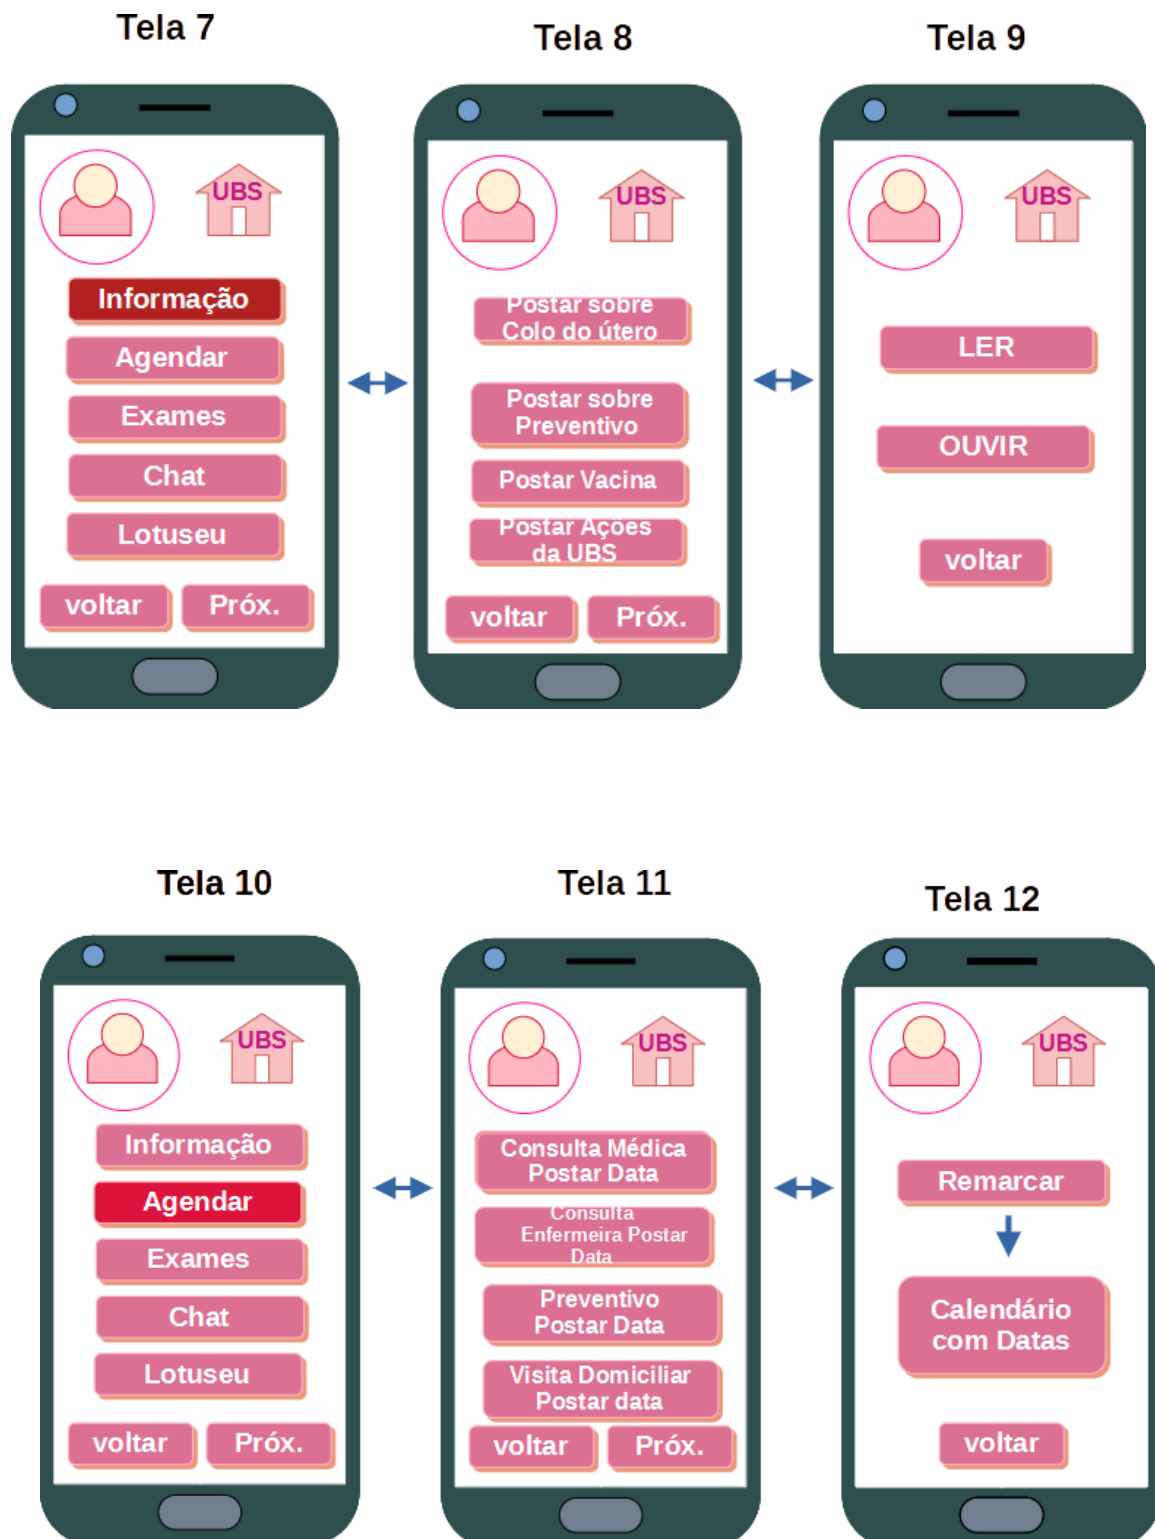 Tela 7
Tela 8
Tela 9
UBS
Informação
Agendar
Exames
Chat
Lotuseu
voltar
Próx.
UBS
Postar sobre
Colo do útero
Postar sobre
Preventivo
Postar Vacina
Postar Ações
da UBS
voltar
Próx.
UBS
LER
OUVIR
voltar
Tela 10
Tela 11
Tela 12
UBS
Informação
Agendar
Exames
Chat
Lotuseu
voltar
Próx.
UBS
Consulta Médica
Postar Data
Consulta
Enfermeira Postar
Data
Preventivo
Postar Data
Visita Domiciliar
Postar data
voltar
Próx.
UBS
Remarcar
Calendário
com Datas
voltar